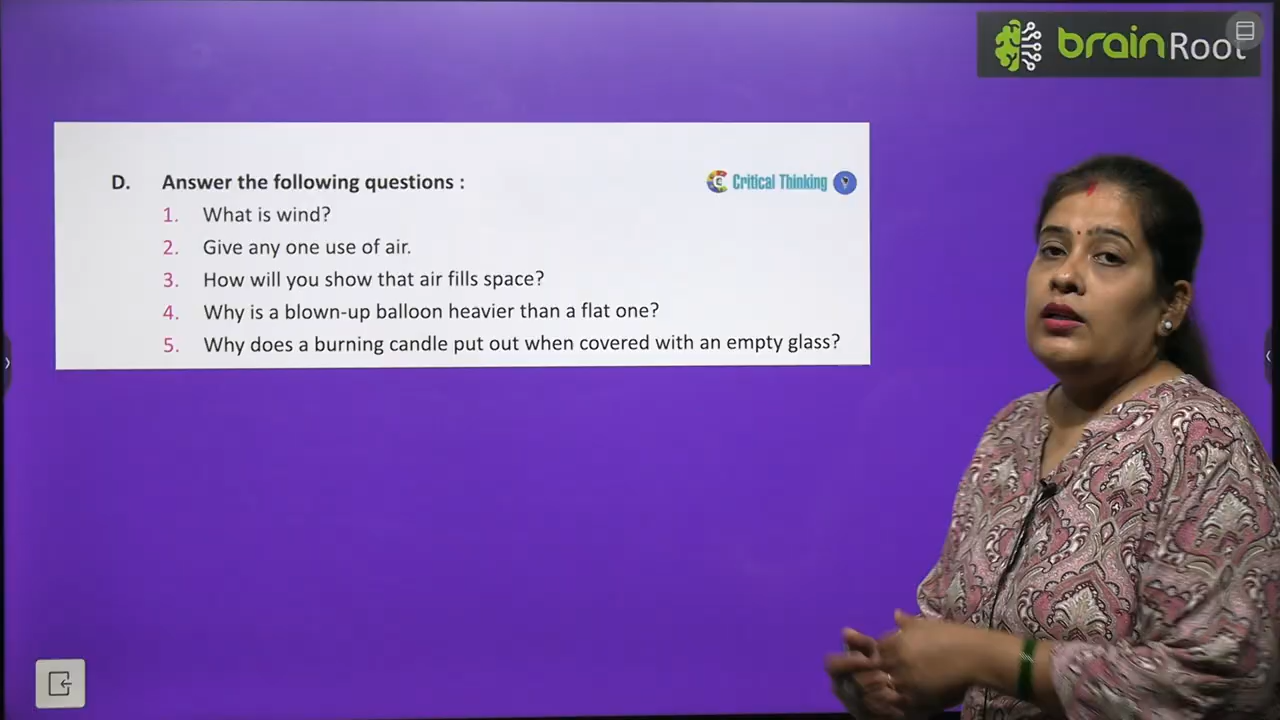 brainRoot
D. Answer the following questions :
Critical Thinking
1. What is wind?
2. Give any one use of air.
3. How will you show that air fills space?
4. Why is a blown-up balloon heavier than a flat one?
5. Why does a burning candle put out when covered with an empty glass?